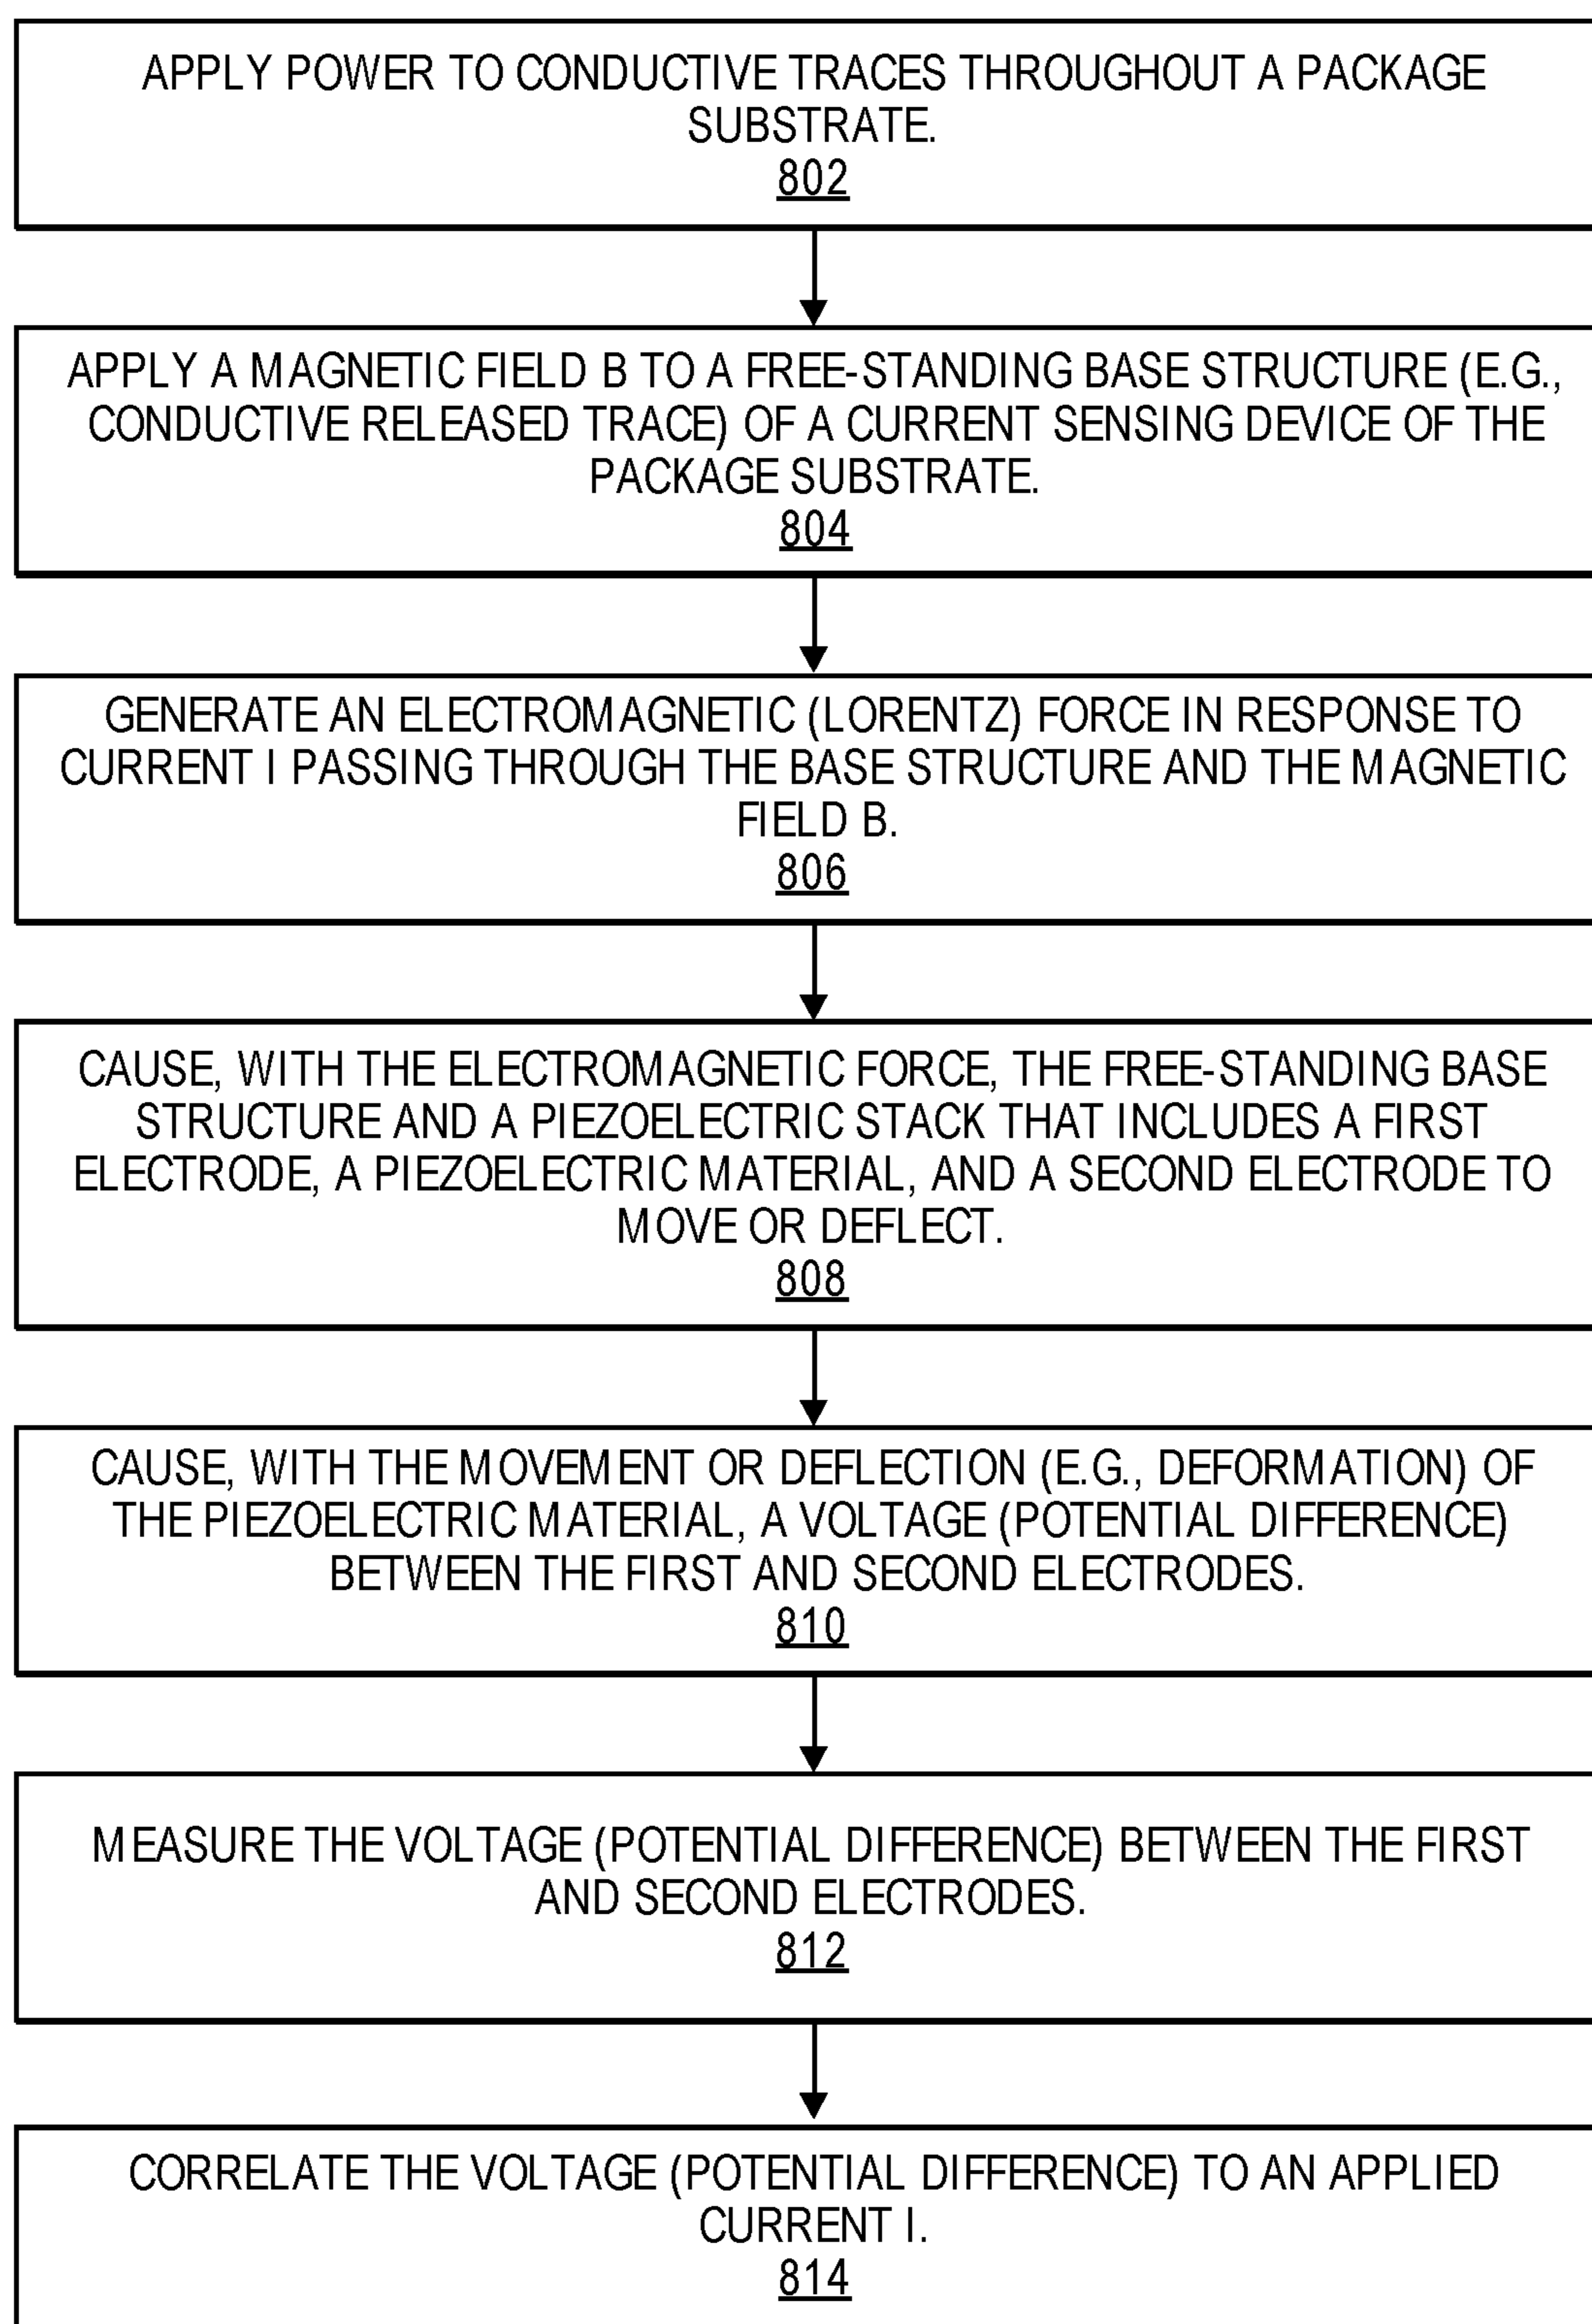 APPLY POWER TO CONDUCTIVE TRACES THROUGHOUT A PACKAGE
SUBSTRATE.
802
APPLY A MAGNETIC FIELD B TO A FREE-STANDING BASE STRUCTURE (E.G.,
CONDUCTIVE RELEASED TRACE) OF A CURRENT SENSING DEVICE OF THE
PACKAGE SUBSTRATE.
804
GENERATE AN ELECTROMAGNETIC (LORENTZ) FORCE IN RESPONSE TO
CURRENT I PASSING THROUGH THE BASE STRUCTURE AND THE MAGNETIC
FIELD B.
806
CAUSE, WITH THE ELECTROMAGNETIC FORCE, THE FREE-STANDING BASE
STRUCTURE AND A PIEZOELECTRIC STACK THAT INCLUDES A FIRST
ELECTRODE, A PIEZOELECTRIC MATERIAL, AND A SECOND ELECTRODE TO
MOVE OR DEFLECT.
808
CAUSE, WITH THE MOVEMENT OR DEFLECTION (E.G., DEFORMATION) OF
THE PIEZOELECTRIC MATERIAL, A VOLTAGE (POTENTIAL DIFFERENCE)
BETWEEN THE FIRST AND SECOND ELECTRODES.
810
MEASURE THE VOLTAGE (POTENTIAL DIFFERENCE) BETWEEN THE FIRST
AND SECOND ELECTRODES.
812
CORRELATE THE VOLTAGE (POTENTIAL DIFFERENCE) TO AN APPLIED
CURRENT I.
814